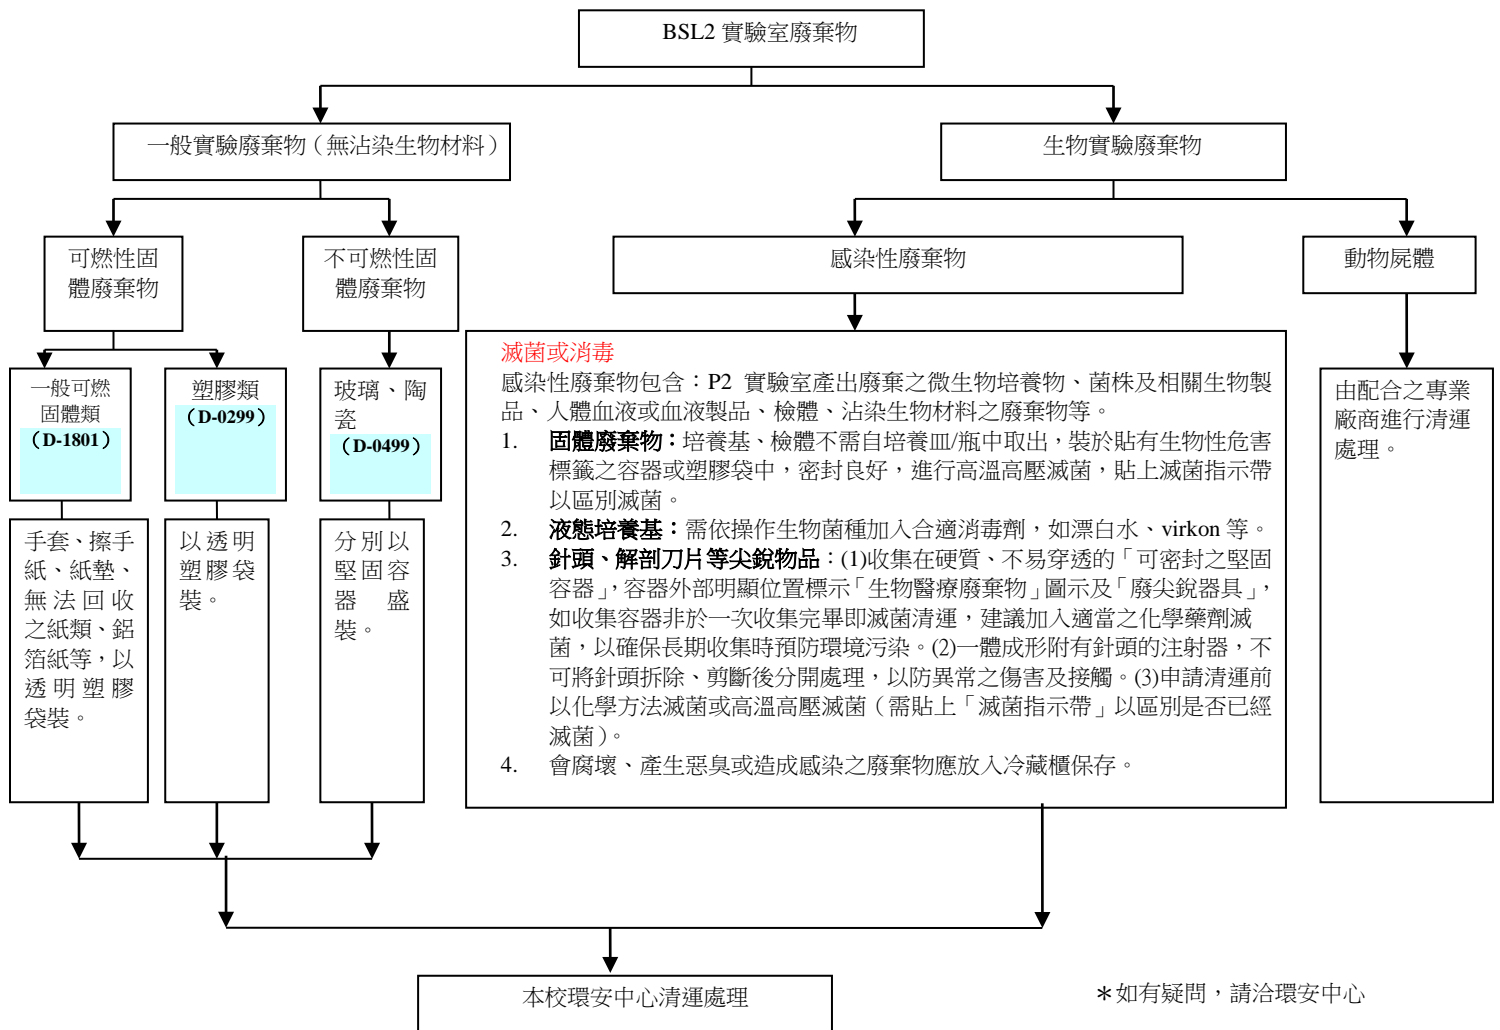 BSL2 實驗室廢棄物
一般實驗廢棄物（無沾染生物材料）
生物實驗廢棄物
可燃性固
體廢棄物
不可燃性固
體廢棄物
感染性廢棄物
動物屍體
一般可燃
固體類
（D-1801）
塑膠類
（D-0299）
玻璃、陶
瓷
（D-0499）
手套、擦手
紙、紙墊、
無法回收
之紙類、鋁
箔紙等，以
透明塑膠
袋裝。
以透明
塑膠袋
裝。
分別以
堅固容
器盛
裝。
滅菌或消毒
感染性廢棄物包含：P2 實驗室產出廢棄之微生物培養物、菌株及相關生物製
品、人體血液或血液製品、檢體、沾染生物材料之廢棄物等。
1. 固體廢棄物：培養基、檢體不需自培養皿/瓶中取出，裝於貼有生物性危害
標籤之容器或塑膠袋中，密封良好，進行高溫高壓滅菌，貼上滅菌指示帶
以區別滅菌。
2. 液態培養基：需依操作生物菌種加入合適消毒劑，如漂白水、virkon 等。
3. 針頭、解剖刀片等尖銳物品：(1)收集在硬質、不易穿透的「可密封之堅固
容器」，容器外部明顯位置標示「生物醫療廢棄物」圖示及「廢尖銳器具」，
如收集容器非於一次收集完畢即滅菌清運，建議加入適當之化學藥劑滅
菌，以確保長期收集時預防環境污染。(2)一體成形附有針頭的注射器，不
可將針頭拆除、剪斷後分開處理，以防異常之傷害及接觸。(3)申請清運前
以化學方法滅菌或高溫高壓滅菌（需貼上「滅菌指示帶」以區別是否已經
滅菌）。
4. 會腐壞、產生惡臭或造成感染之廢棄物應放入冷藏櫃保存。
由配合之專業
廠商進行清運
處理。
本校環安中心清運處理
＊如有疑問，請洽環安中心